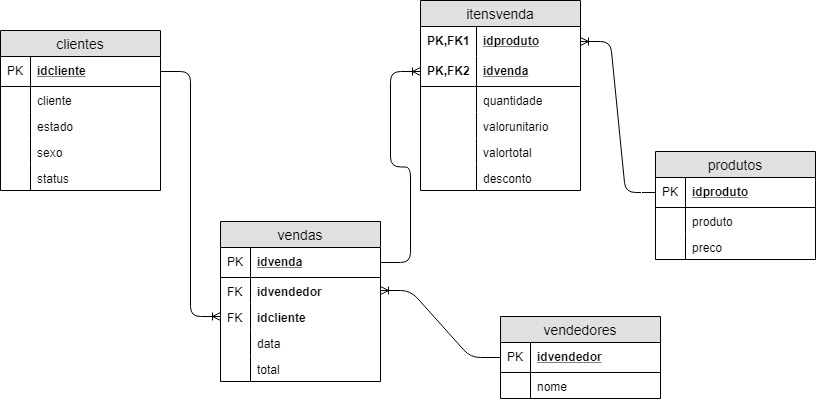 clientes
PK idcliente
cliente
estado
sexo
status
itensvenda
PK,FK1 idproduto
PK,FK2 idvenda
quantidade
valorunitario
valortotal
desconto
produtos
PK idproduto
produto
preco
vendas
PK idvenda
FK idvendedor
FK idcliente
data
total
vendedores
PK idvendedor
nome